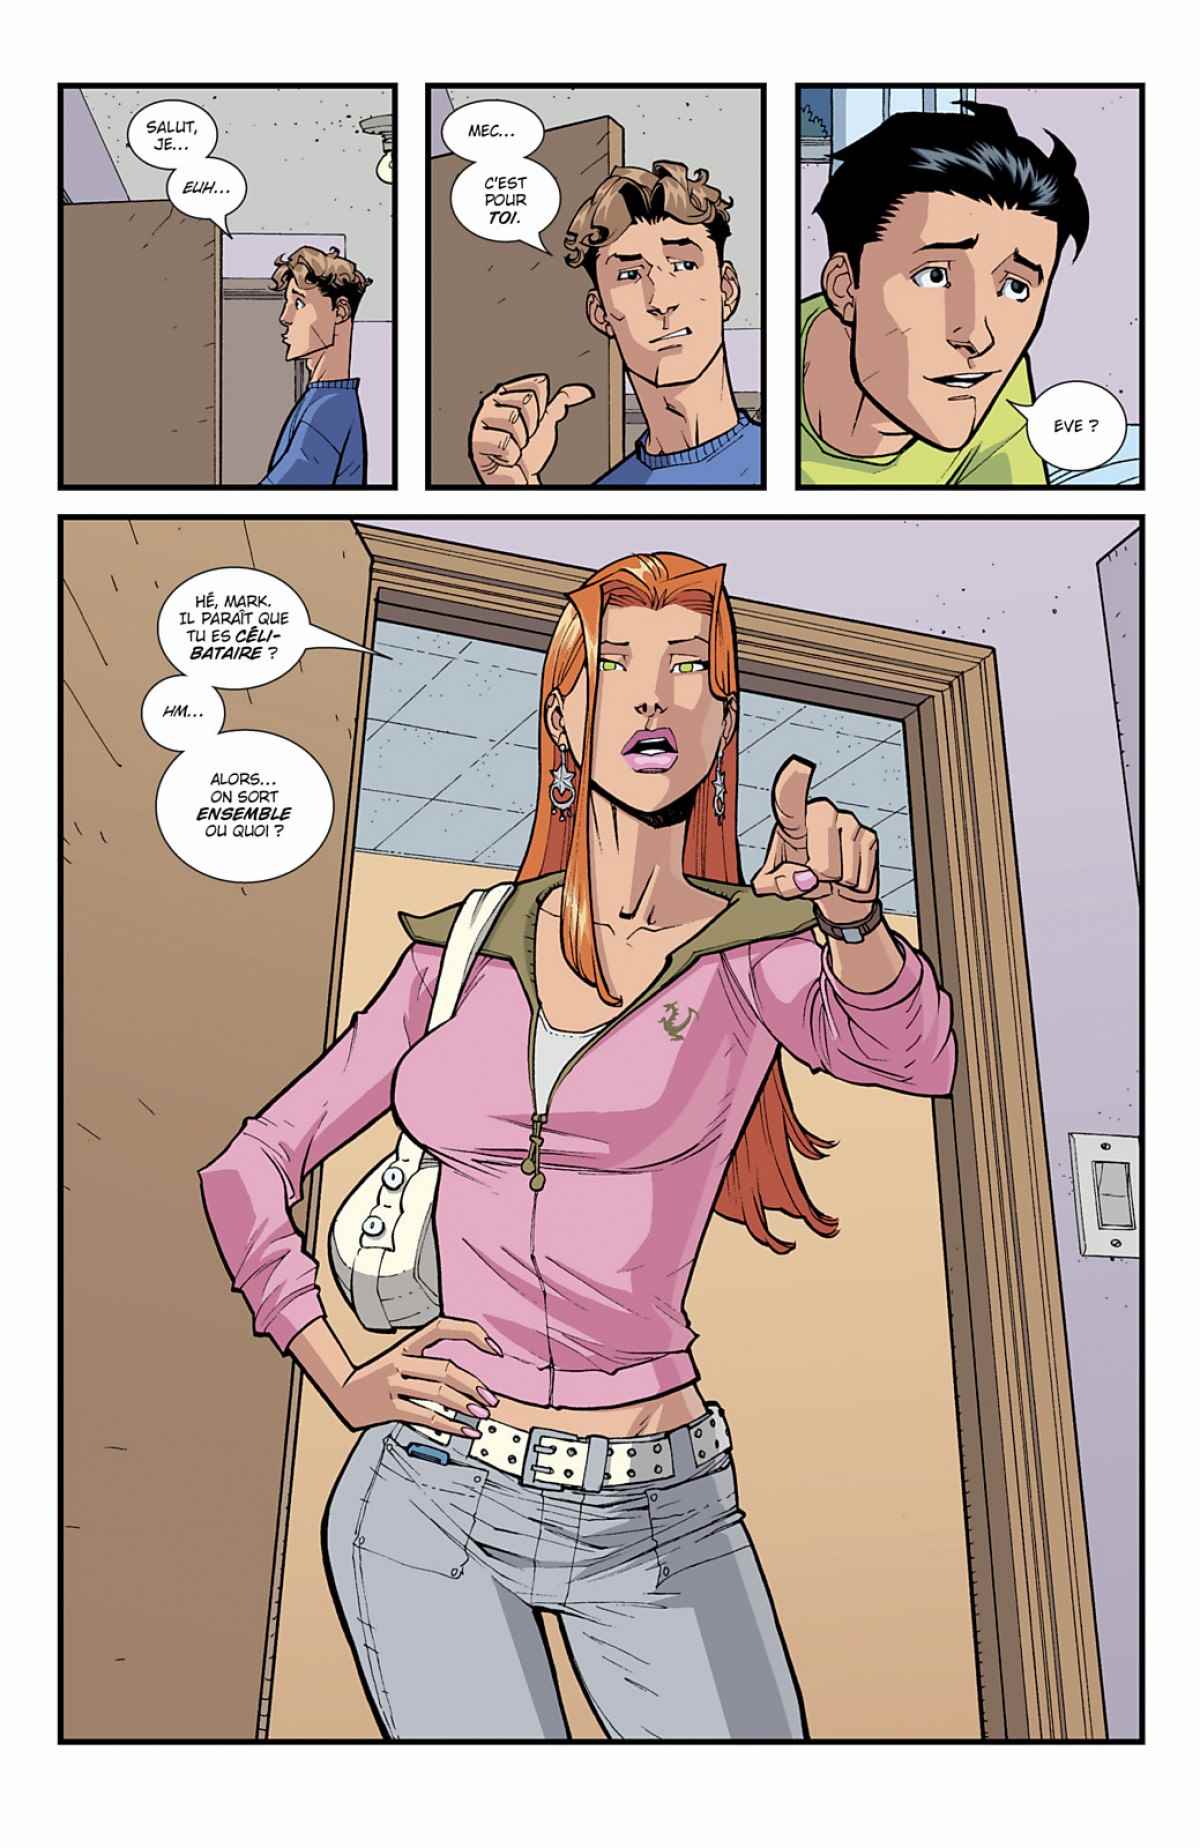 SALUT,
JE...
EUH...
MEC...
C'EST
POUR
TOI.
EVE ?
HÉ, MARK.
IL PARAÎT QUE
TU ES CÉLI-
BATAIRE ?
HM...
ALORS...
ON SORT
ENSEMBLE
OU QUOI ?